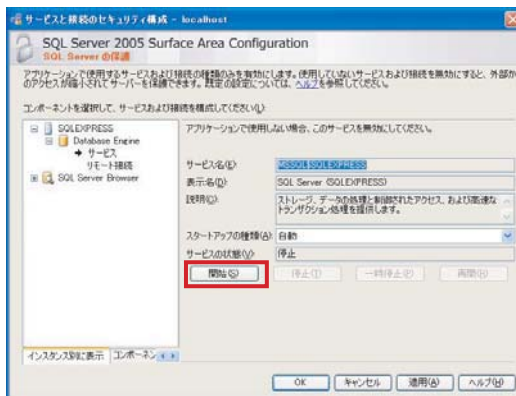 サービスと接続のセキュリティ構成 - localhost
SQL Server 2005 Surface Area Configuration
SQL Server の保護
アプリケーションで使用するサービスおよび接続の種類のみを有効にします。使用していないサービスおよび接続を無効にすると、外部か
のアクセスが縮小されてサーバーを保護できます。既定の設定については、ヘルプを参照してください。
コンポーネントを選択して、サービスおよび接続を構成してください(L):
SQLEXPRESS
Database Engine
サービス
リモート接続
SQL Server Browser
アプリケーションで使用しない場合、このサービスを無効にしてください。
サービス名(E): MSSQL$SQLEXPRESS
表示名(D): SQL Server (SQLEXPRESS)
説明(C): ストレージ、データの処理と制御されたアクセス、および高速な
トランザクション処理を提供します。
スタートアップの種類(A): 自動
サービスの状態(V): 停止
開始(S) 停止(T) 一時停止(P) 再開(R)
インスタンス別に表示 コンポーネン
OK キャンセル 適用(A) ヘルプ(H)